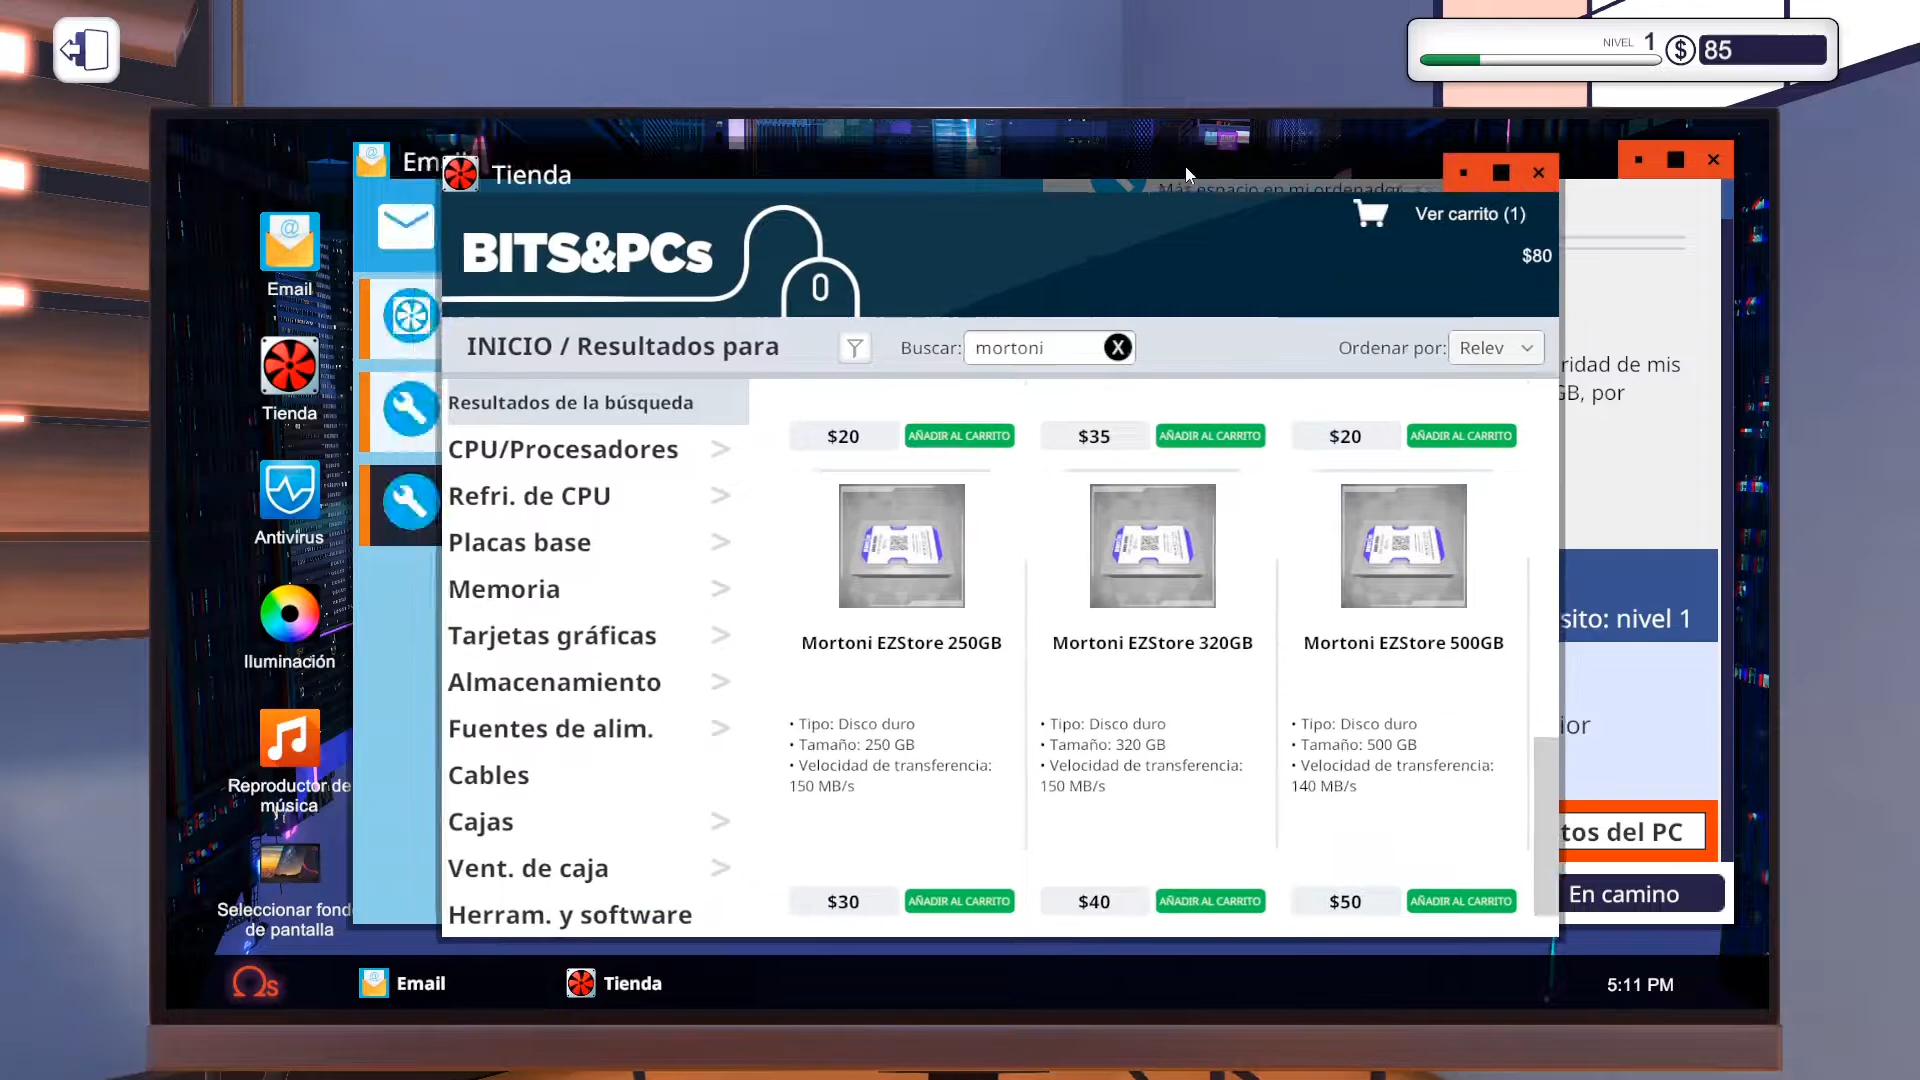 NIVEL 1
$ 85
Tienda
Más espacio en mi ordenador
Ver carrito (1)
BITS&PCs
$80
INICIO / Resultados para
Buscar: mortoni X
Ordenar por: Relev
Resultados de la búsqueda
CPU/Procesadores >
Refri. de CPU >
Placas base >
Memoria >
Tarjetas gráficas >
Almacenamiento >
Fuentes de alim. >
Cables
Cajas >
Vent. de caja >
Herram. y software
$20 AÑADIR AL CARRITO
$35 AÑADIR AL CARRITO
$20 AÑADIR AL CARRITO
Mortoni EZStore 250GB
• Tipo: Disco duro
• Tamaño: 250 GB
• Velocidad de transferencia:
150 MB/s
$30 AÑADIR AL CARRITO
Mortoni EZStore 320GB
• Tipo: Disco duro
• Tamaño: 320 GB
• Velocidad de transferencia:
150 MB/s
$40 AÑADIR AL CARRITO
Mortoni EZStore 500GB
• Tipo: Disco duro
• Tamaño: 500 GB
• Velocidad de transferencia:
140 MB/s
$50 AÑADIR AL CARRITO
ridad de mis
GB, por
sito: nivel 1
ior
tos del PC
En camino
Email
Tienda
Antivirus
Iluminación
Reproductor de
música
Seleccionar fond
de pantalla
Em
Ωs
Email
Tienda
5:11 PM